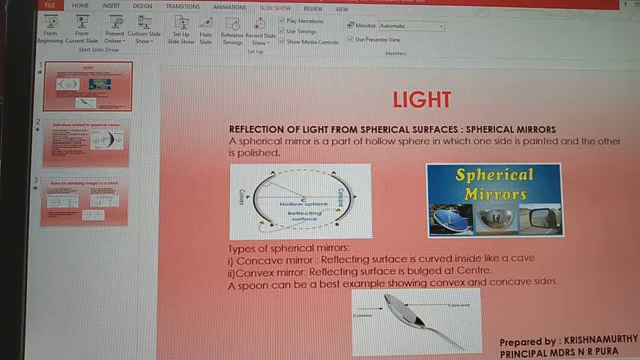 FILE HOME INSERT DESIGN TRANSITIONS ANIMATIONS SLIDE SHOW REVIEW VIEW
From Beginning
From Current Slide
Present Online
Custom Slide Show
Set Up Slide Show
Hide Slide
Rehearse Timings
Record Slide Show
Play Narrations
Use Timings
Show Media Controls
Monitor: Automatic
Use Presenter View
Start Slide Show
Set Up
Monitors
1
2
3
LIGHT
REFLECTION OF LIGHT FROM SPHERICAL SURFACES : SPHERICAL MIRRORS
A spherical mirror is a part of hollow sphere in which one side is painted and the other
is polished.
Hollow sphere
Reflecting
surface
Spherical
Mirrors
Types of spherical mirrors:
i) Concave mirror : Reflecting surface is curved inside like a cave.
ii)Convex mirror: Reflecting surface is bulged at Centre.
A spoon can be a best example showing convex and concave sides.
Concave
Convex
Prepared by : KRISHNAMURTHY
PRINCIPAL MDRS N R PURA